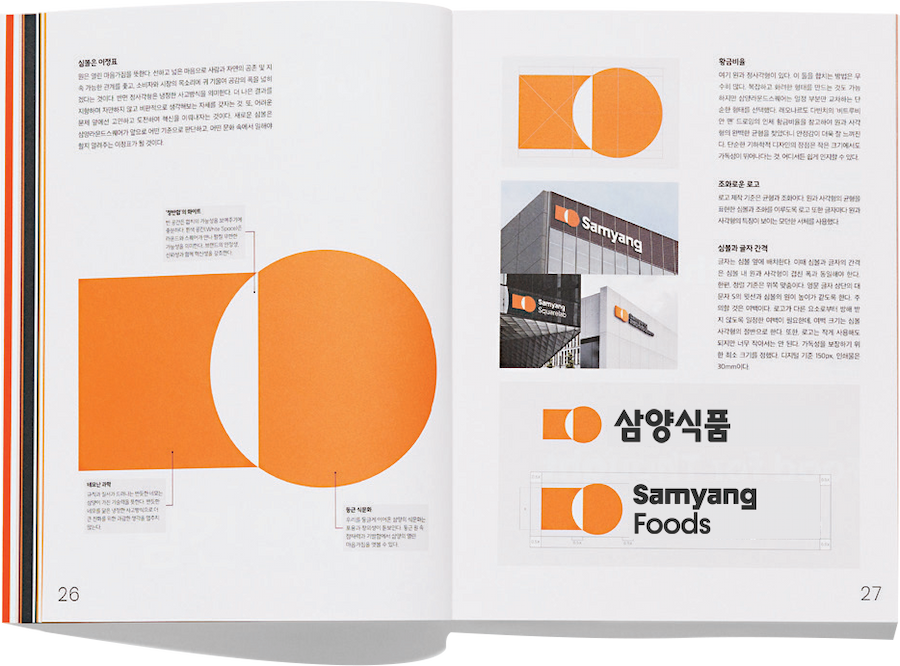 심볼은 이정표
원은 열린 마음가짐을 뜻한다. 선하고 넓은 마음으로 사람과 자연의 공존 및 지
속 가능한 관계를 좇고, 소비자와 시장의 목소리에 귀 기울여 공감의 폭을 넓히
겠다는 것이다. 반면 정사각형은 냉철한 사고방식을 의미한다. 더 나은 결과를
지향하며 자만하지 않고 비판적으로 생각해보는 자세를 갖자는 것. 또, 어려운
문제 앞에선 고민하고 도전하며 혁신을 이뤄내자는 것이다. 새로운 심볼은
삼양라운드스퀘어가 앞으로 어떤 기준으로 판단하고, 어떤 문화 속에서 일해야
할지 알려주는 이정표가 될 것이다.
'정반합'의 화이트
네모난 과학
둥근 식문화
26
황금비율
여기 원과 정사각형이 있다. 이 둘을 합치는 방법은 무
수히 많다. 복잡하고 화려한 형태를 만드는 것도 가능
하지만 삼양라운드스퀘어는 일정 부분만 교차하는 단
순한 형태를 선택했다. 레오나르도 다빈치의 '비트루비
안 맨' 드로잉의 인체 황금비율을 참고하여 원과 사각
형의 완벽한 균형을 찾았더니 안정감이 더욱 잘 느껴진
다. 단순한 기하학적 디자인의 장점은 작은 크기에서도
가독성이 뛰어나다는 것. 어디서든 쉽게 인지할 수 있다.
조화로운 로고
로고 제작 기준은 균형과 조화이다. 원과 사각형의 균형을
표현한 심볼과 조화를 이루도록 로고 또한 글자마다 원과
사각형의 특징이 보이는 모던한 서체를 사용했다.
심볼과 글자 간격
글자는 심볼 옆에 배치한다. 이때 심볼과 글자의 간격
은 심볼 내 원과 사각형이 겹친 폭과 동일해야 한다.
한편, 정렬 기준은 위쪽 맞춤이다. 영문 글자 상단의 대
문자 S의 윗선과 심볼의 원이 높이가 같도록 한다. 주
의할 것은 여백이다. 로고가 다른 요소로부터 방해 받
지 않도록 일정한 여백이 필요한데, 여백 크기는 심볼
사각형의 절반으로 한다. 또한, 로고는 작게 사용해도
되지만 너무 작아서는 안 된다. 가독성을 보장하기 위
한 최소 크기를 정했다. 디지털 기준 150px, 인쇄물은
30mm이다.
Samyang
Samyang
Squarelab
삼양식품
Samyang
Foods
27